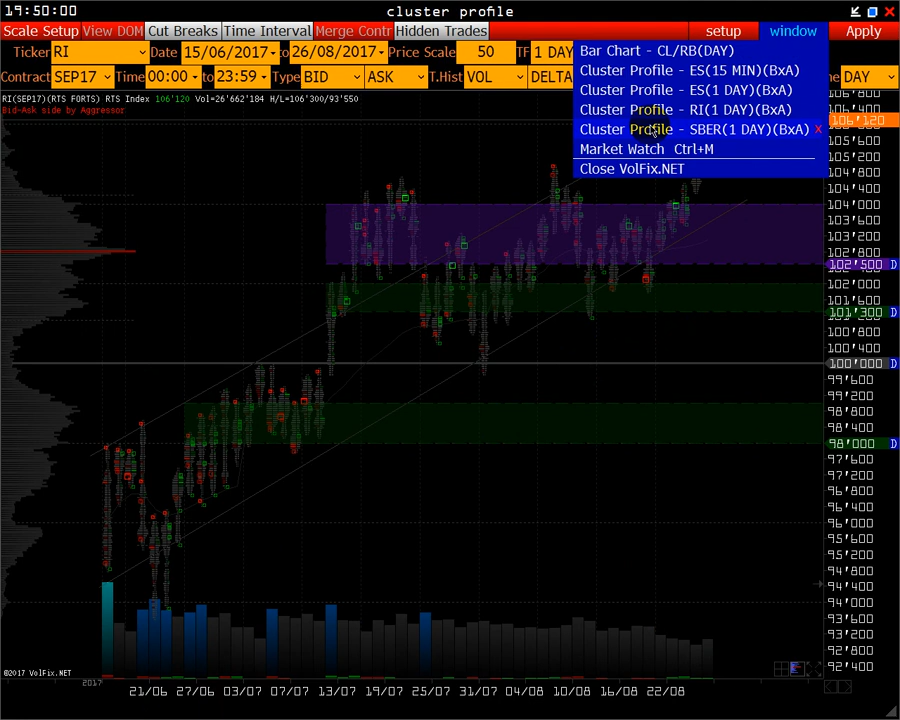 19:50:00 cluster profile
Scale Setup View DOM Cut Breaks Time Interval Merge Contr Hidden Trades setup window Apply
Ticker RI Date 15/06/2017 to 26/08/2017 Price Scale 50 TF 1 DAY
Contract SEP17 Time 00:00 to 23:59 Type BID ASK T.Hist VOL DELTA DAY
Bar Chart - CL/RB(DAY)
Cluster Profile - ES(15 MIN)(BxA)
Cluster Profile - ES(1 DAY)(BxA)
Cluster Profile - RI(1 DAY)(BxA)
Cluster Profile - SBER(1 DAY)(BxA) x
Market Watch Ctrl+M
Close VolFix.NET
RI(SEP17)(RTS FORTS) RTS Index 106'120 Vol=26'662'184 H/L=106'300/93'550
Bid-Ask side by Aggressor
106'800
106'120
105'600
105'200
104'800
104'400
104'000
103'600
103'200
102'800
102'500 D
102'000
101'600
101'300 D
100'800
100'400
100'000 D
99'600
99'200
98'800
98'400
98'000 D
97'600
97'200
96'800
96'400
96'000
95'600
95'200
94'800
94'400
94'000
93'600
93'200
92'800
92'400
©2017 VolFix.NET
2017
21/06 27/06 03/07 07/07 13/07 19/07 25/07 31/07 04/08 10/08 16/08 22/08